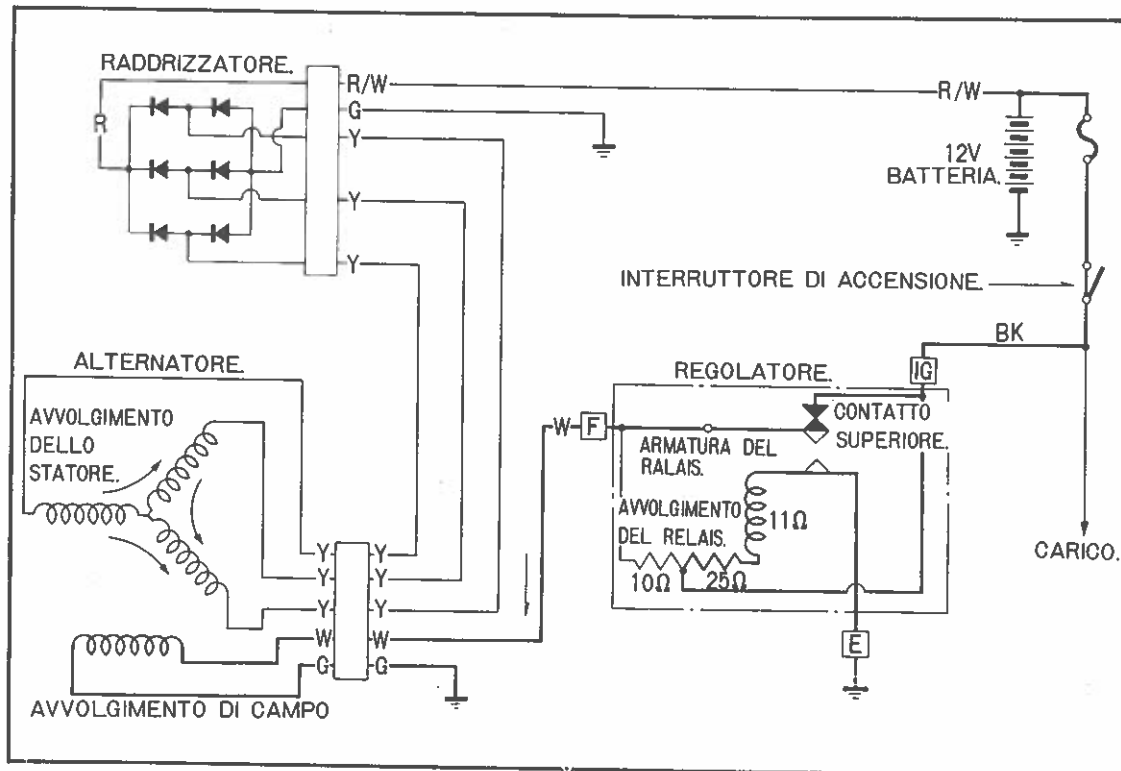 RADDRIZZATORE.
R/W
R/W
G
R
Y
Y
Y
12V
BATTERIA.
INTERRUTTORE DI ACCENSIONE.
BK
ALTERNATORE.
REGOLATORE.
IG
AVVOLGIMENTO
DELLO
STATORE.
W
F
CONTATTO
SUPERIORE.
ARMATURA DEL
RALAIS.
AVVOLGIMENTO
DEL RELAIS.
11Ω
10Ω
25Ω
CARICO.
Y Y
Y Y
Y Y
W W
G G
E
AVVOLGIMENTO DI CAMPO